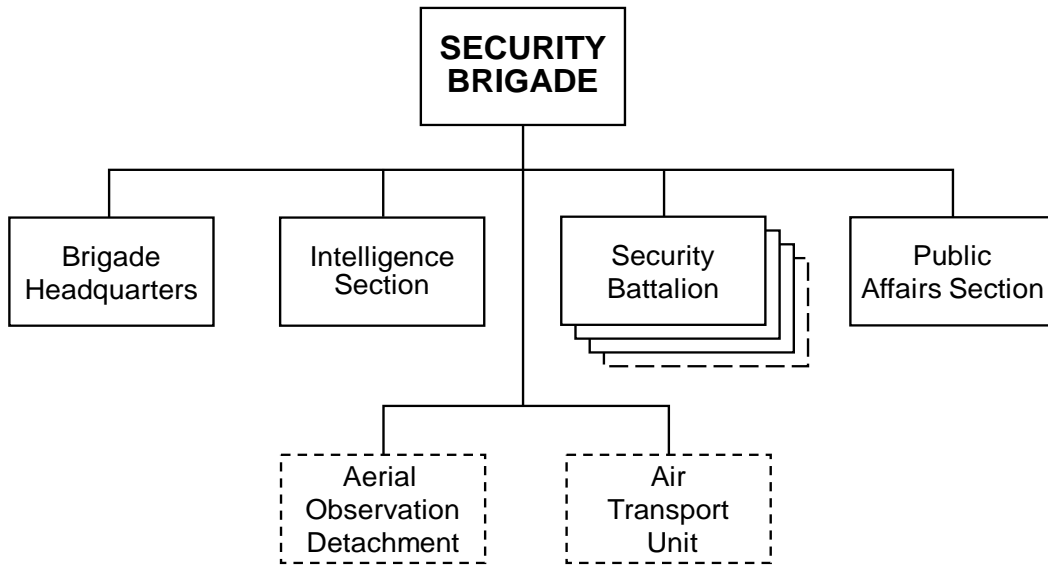 SECURITY
BRIGADE
Brigade
Headquarters
Intelligence
Section
Security
Battalion
Public
Affairs Section
Aerial
Observation
Detachment
Air
Transport
Unit